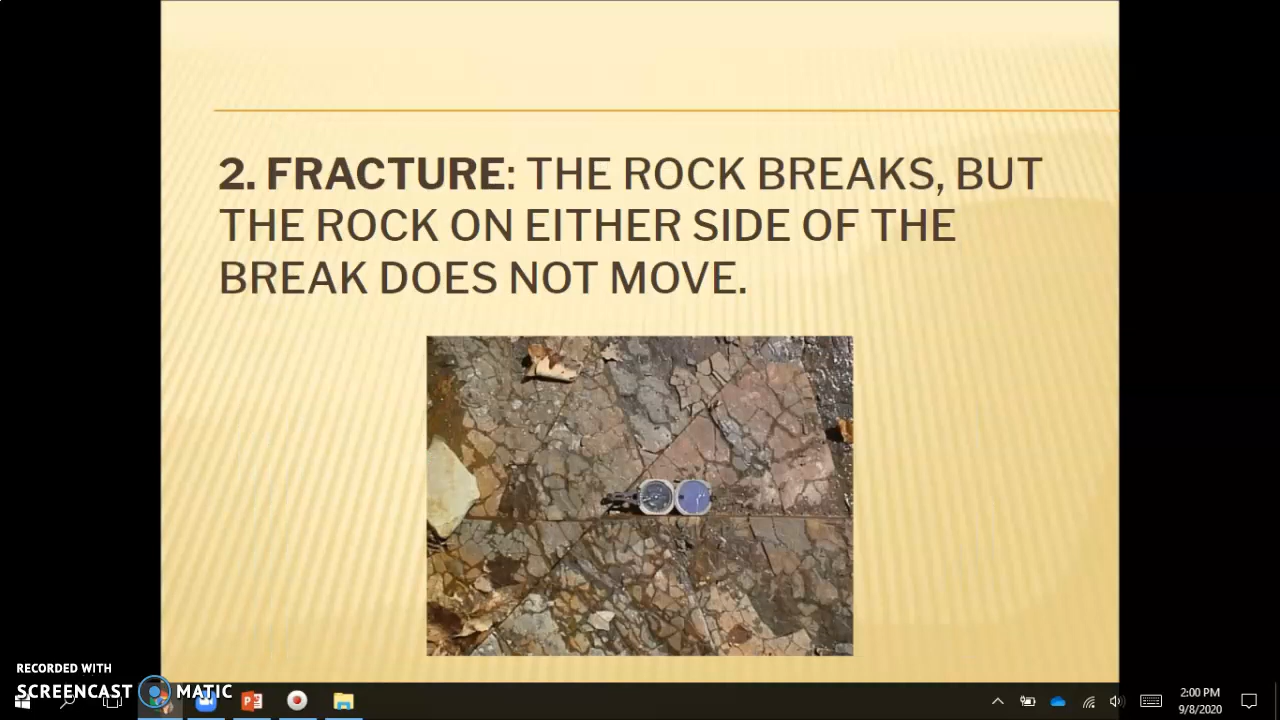 2. FRACTURE: THE ROCK BREAKS, BUT
THE ROCK ON EITHER SIDE OF THE
BREAK DOES NOT MOVE.
RECORDED WITH
SCREENCAST MATIC
2:00 PM
9/8/2020